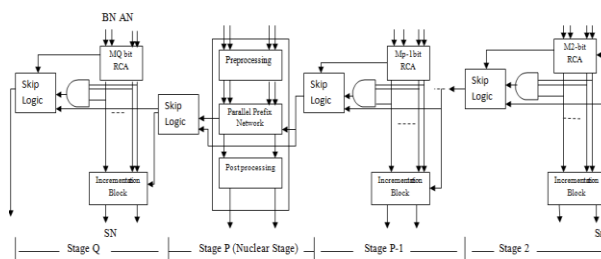 BN AN
MQ bit
RCA
Skip
Logic
Incrementation
Block
SN
Stage Q
Preprocessing
Skip
Logic
Parallel Prefix
Network
Post processing
Stage P (Nuclear Stage)
Mp-1bit
RCA
Skip
Logic
Incrementation
Block
Stage P-1
M2-bit
RCA
Skip
Logic
Incrementation
Block
Stage 2